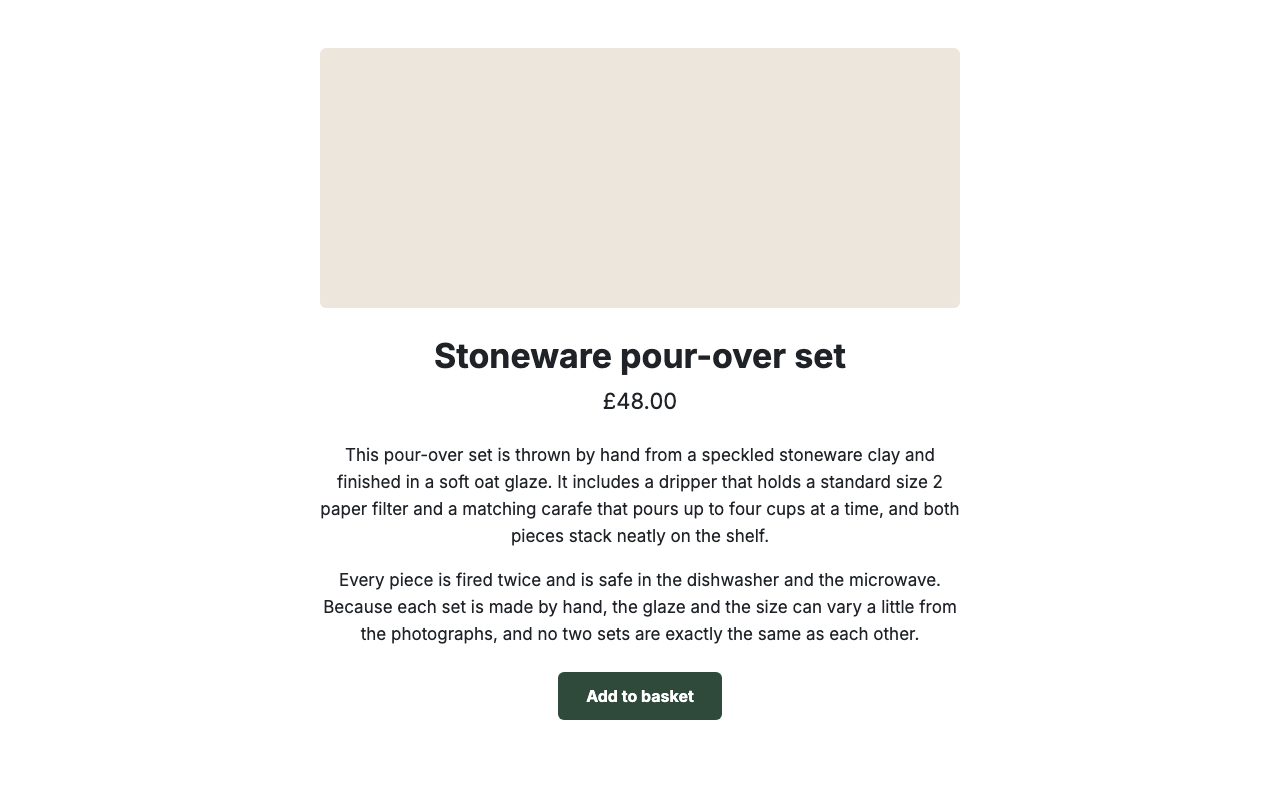 Stoneware pour-over set
£48.00
This pour-over set is thrown by hand from a speckled stoneware clay and
finished in a soft oat glaze. It includes a dripper that holds a standard size 2
paper filter and a matching carafe that pours up to four cups at a time, and both
pieces stack neatly on the shelf.
Every piece is fired twice and is safe in the dishwasher and the microwave.
Because each set is made by hand, the glaze and the size can vary a little from
the photographs, and no two sets are exactly the same as each other.
Add to basket